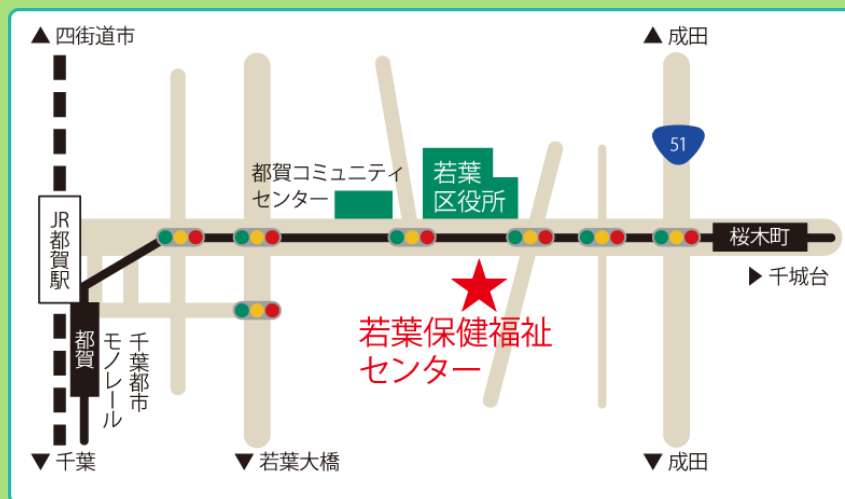 ▲ 四街道市
▲ 成田
51
都賀コミュニティ
センター
若葉
区役所
JR都賀駅
桜木町
▶ 千城台
都賀
千葉都市
モノレール
若葉保健福祉
センター
▼ 千葉
▼ 若葉大橋
▼ 成田